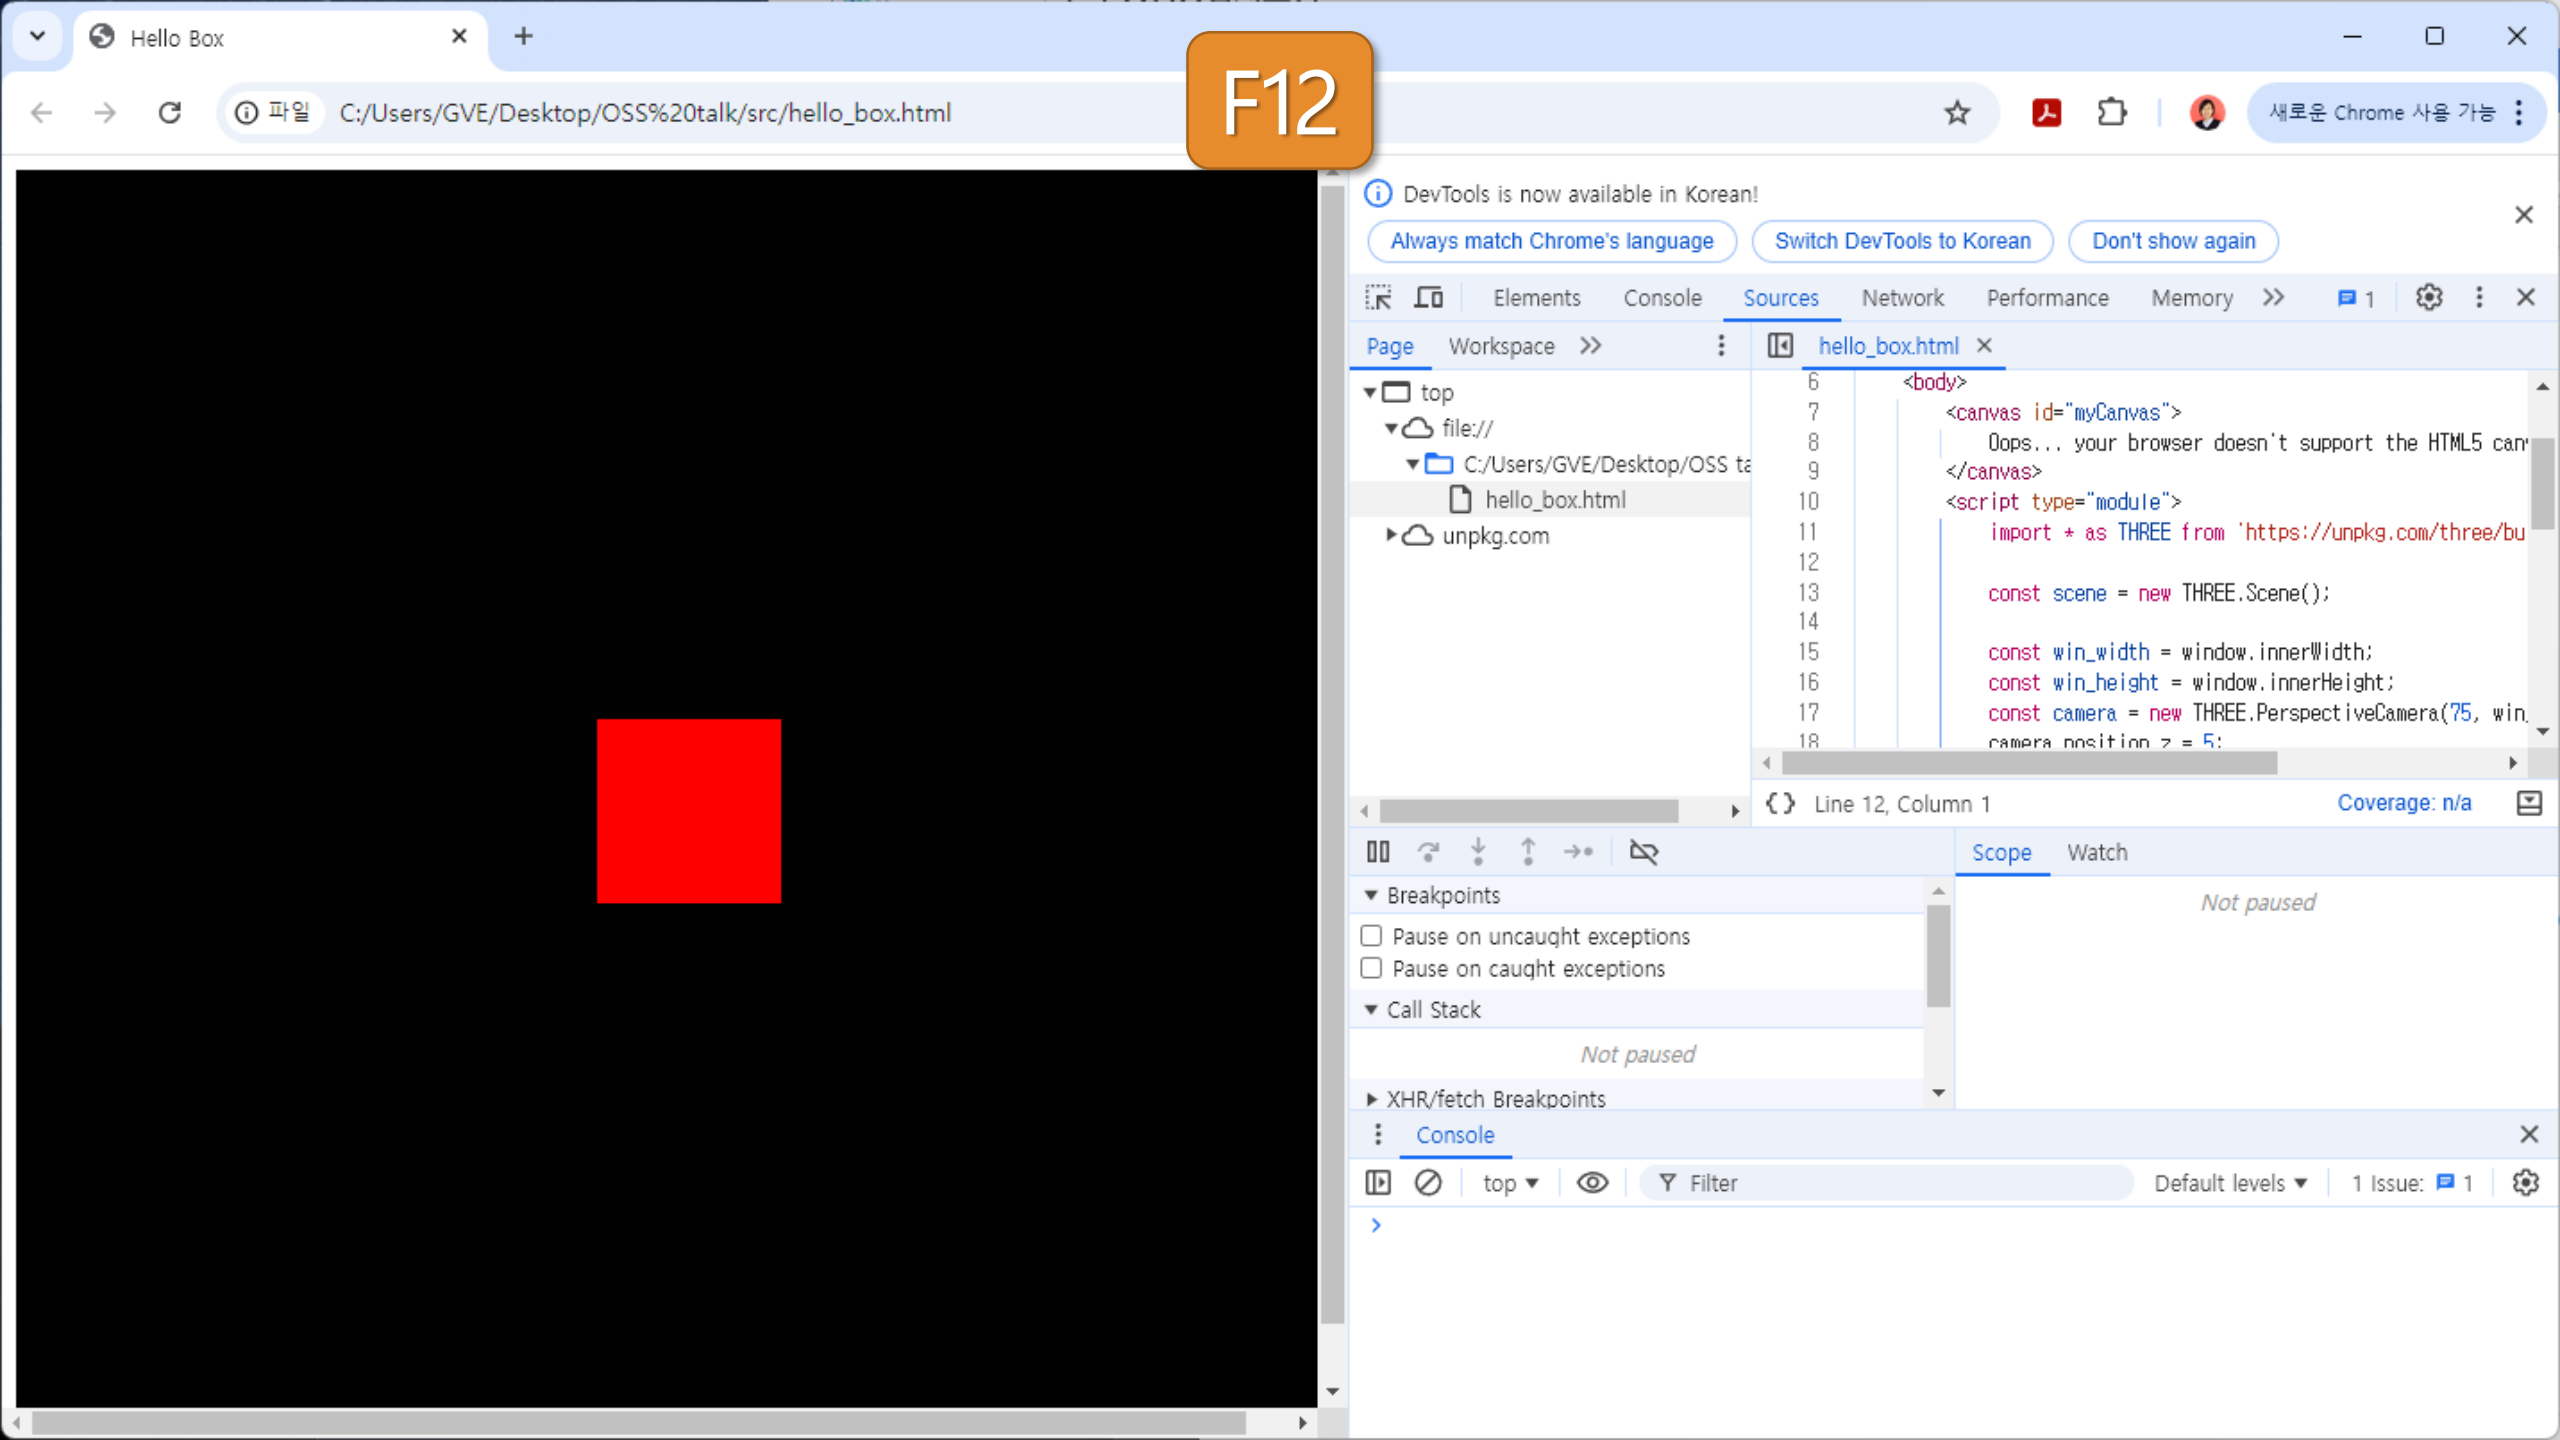 Hello Box
F12
파일 C:/Users/GVE/Desktop/OSS%20talk/src/hello_box.html
새로운 Chrome 사용 가능
DevTools is now available in Korean!
Always match Chrome's language
Switch DevTools to Korean
Don't show again
Elements Console Sources Network Performance Memory 1
Page Workspace
top
file://
C:/Users/GVE/Desktop/OSS
hello_box.html
unpkg.com
hello_box.html
6 <body>
7 <canvas id="myCanvas">
8 Oops... your browser doesn't support the HTML5
9 </canvas>
10 <script type="module">
11 import * as THREE from 'https://unpkg.com/three/bu
12
13 const scene = new THREE.Scene();
14
15 const win_width = window.innerWidth;
16 const win_height = window.innerHeight;
17 const camera = new THREE.PerspectiveCamera(75, win_
18 camera.position.z = 5;
{} Line 12, Column 1
Coverage: n/a
Scope Watch
Not paused
Breakpoints
Pause on uncaught exceptions
Pause on caught exceptions
Call Stack
Not paused
XHR/fetch Breakpoints
Console
top Filter Default levels 1 Issue: 1